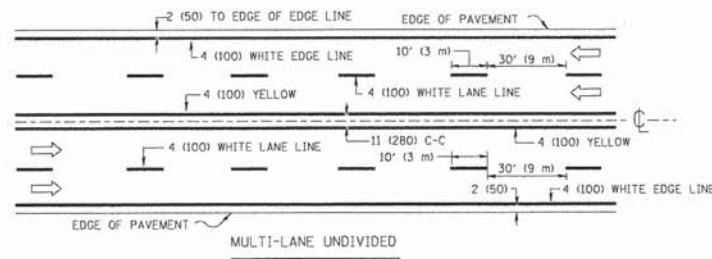 2 (50) TO EDGE OF EDGE LINE
EDGE OF PAVEMENT
4 (100) WHITE EDGE LINE
10' (3 m)
30' (9 m)
4 (100) YELLOW
4 (100) WHITE LANE LINE
CL
4 (100) WHITE LANE LINE
11 (280) C-C
4 (100) YELLOW
10' (3 m)
30' (9 m)
2 (50)
4 (100) WHITE EDGE LINE
EDGE OF PAVEMENT
MULTI-LANE UNDIVIDED